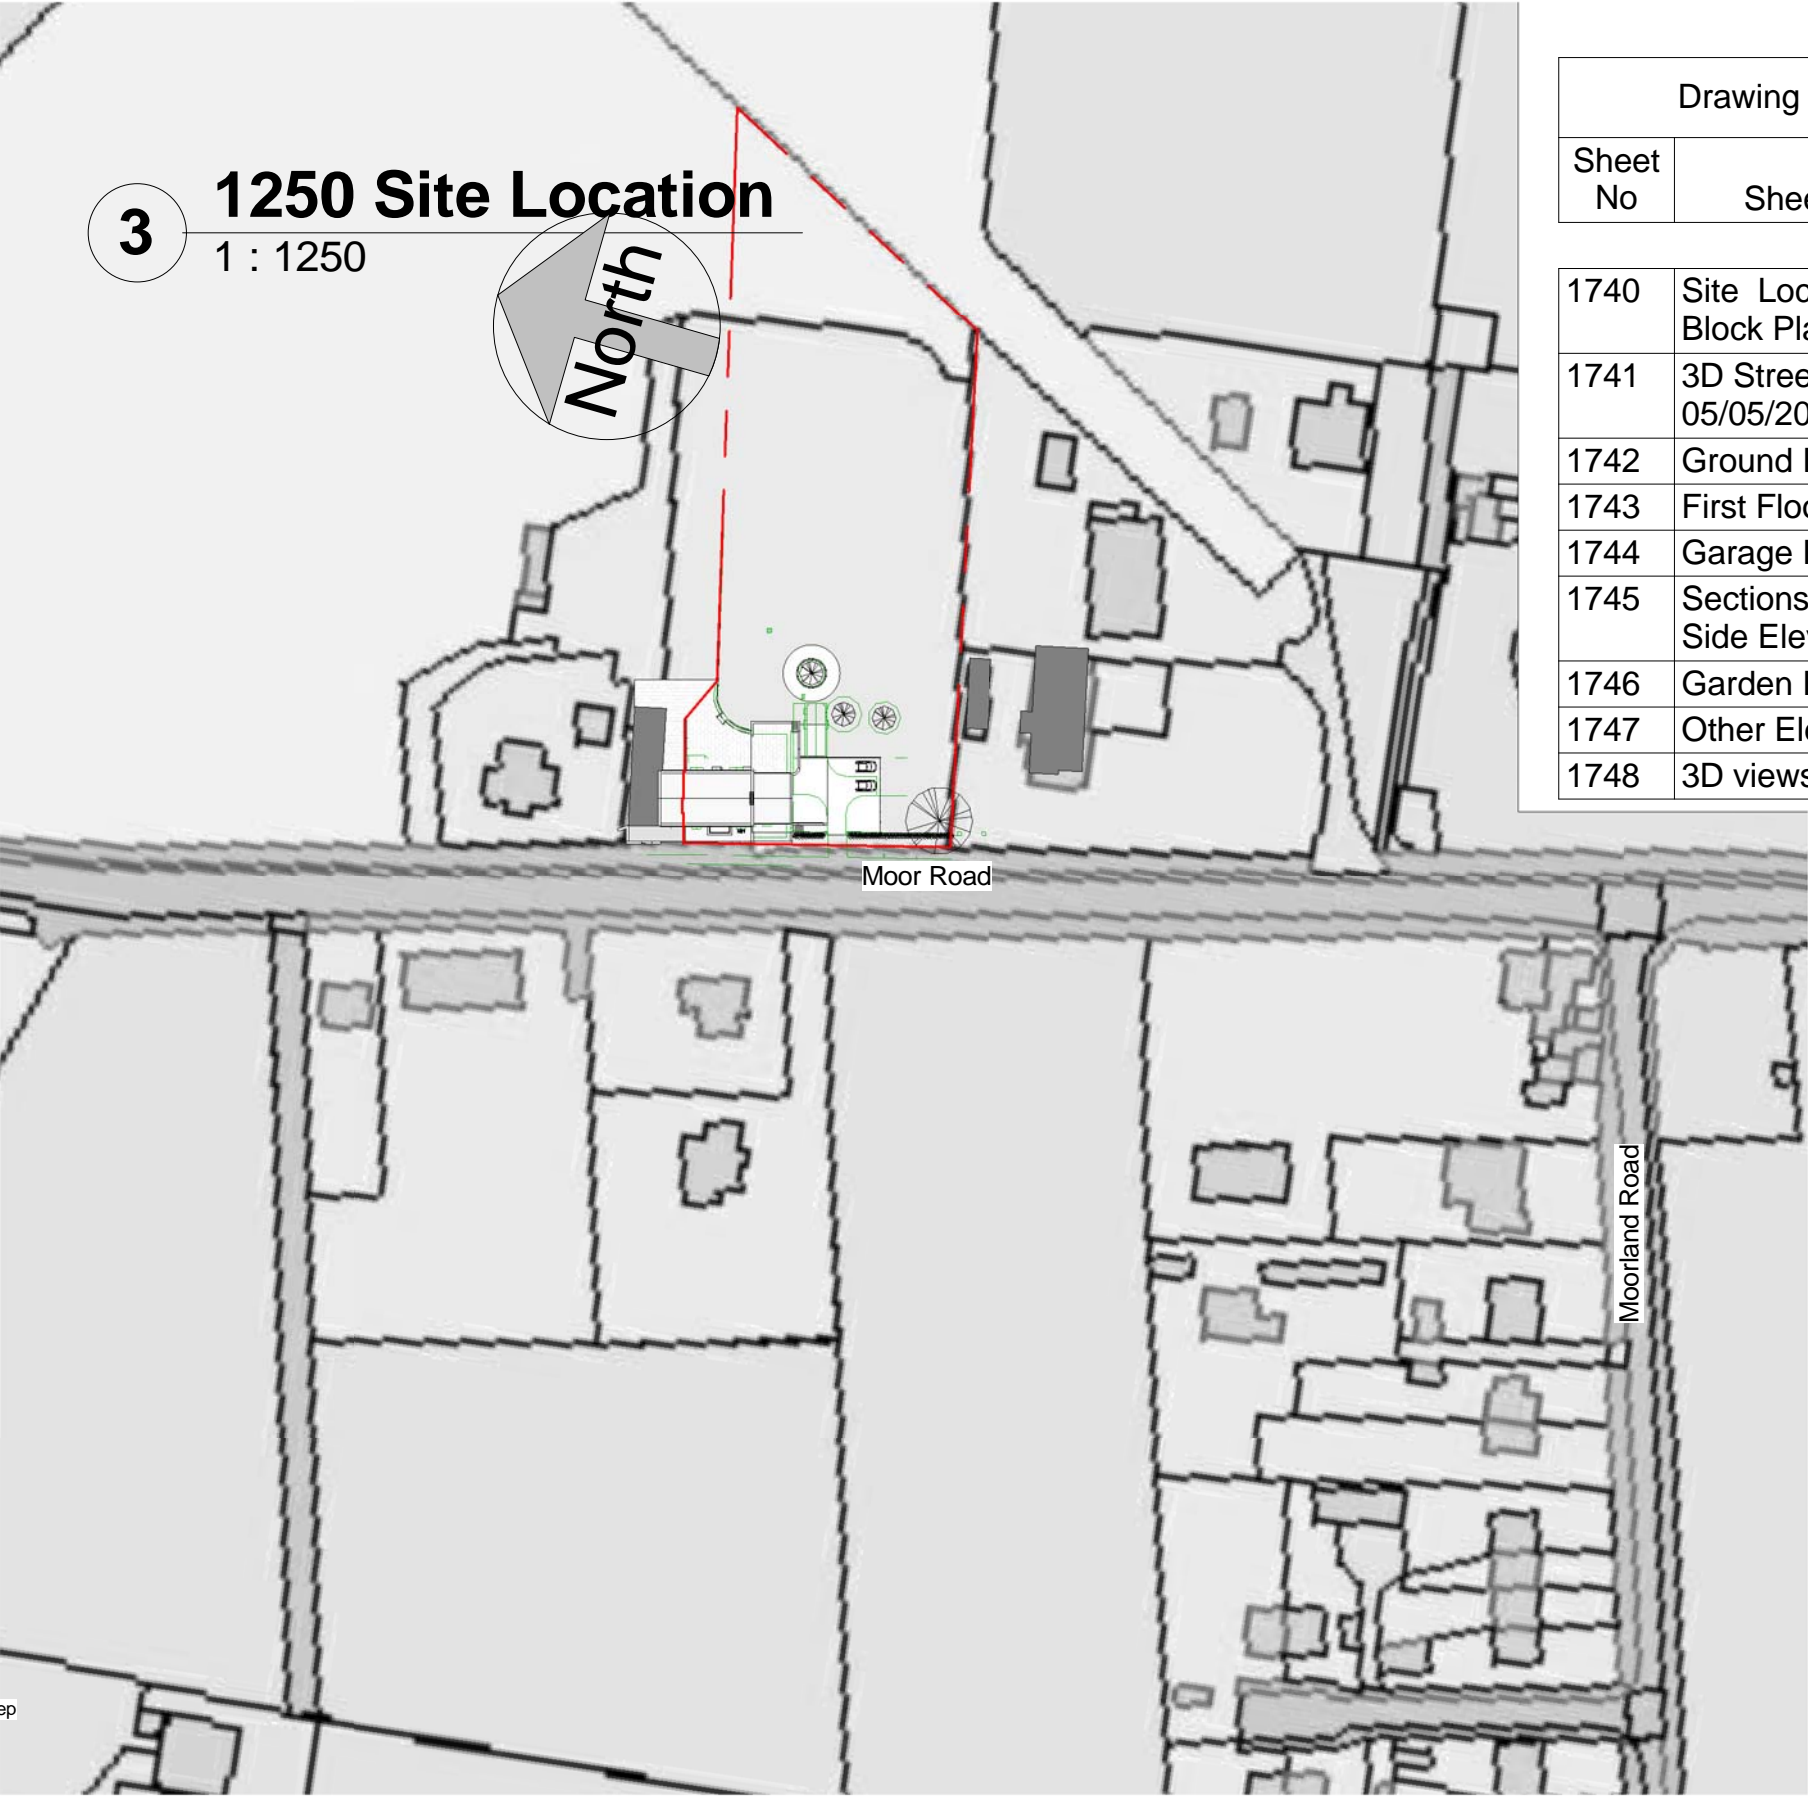 3
1250 Site Location
1 : 1250
North
Moor Road
Moorland Road
Drawing
Sheet
No
1740
Site Loc
Block Pla
1741
3D Stree
05/05/20
1742
Ground
1743
First Floo
1744
Garage
1745
Sections
Side Ele
1746
Garden
1747
Other Ele
1748
3D views
ep